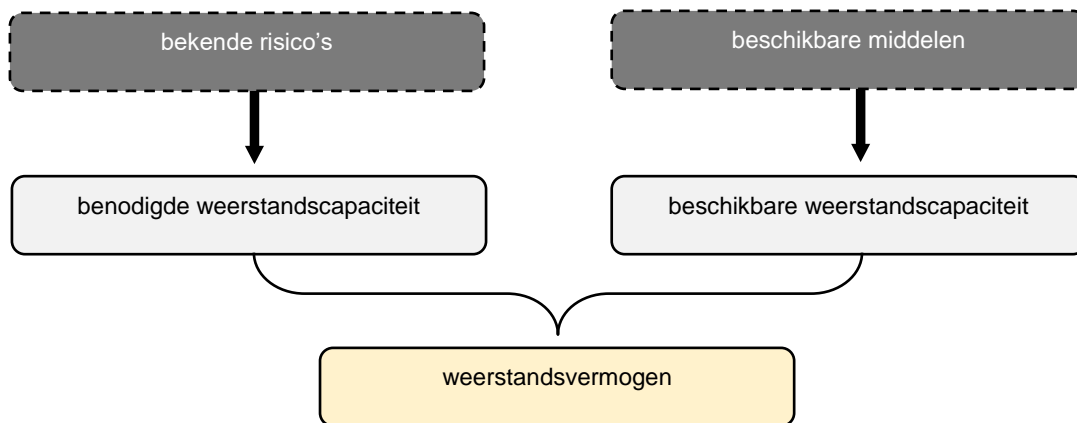 bekende risico’s
beschikbare middelen
benodigde weerstandscapaciteit
beschikbare weerstandscapaciteit
weerstandsvermogen